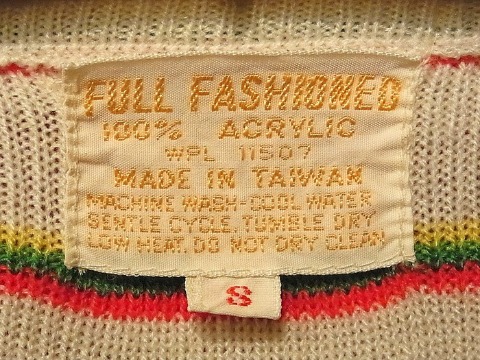 FULL FASHIONED
100% ACRYLIC
WPL 11507
MADE IN TAIWAN
MACHINE WASH-COOL WATER
GENTLE CYCLE, TUMBLE DRY
LOW HEAT, DO NOT DRY CLEAN
S